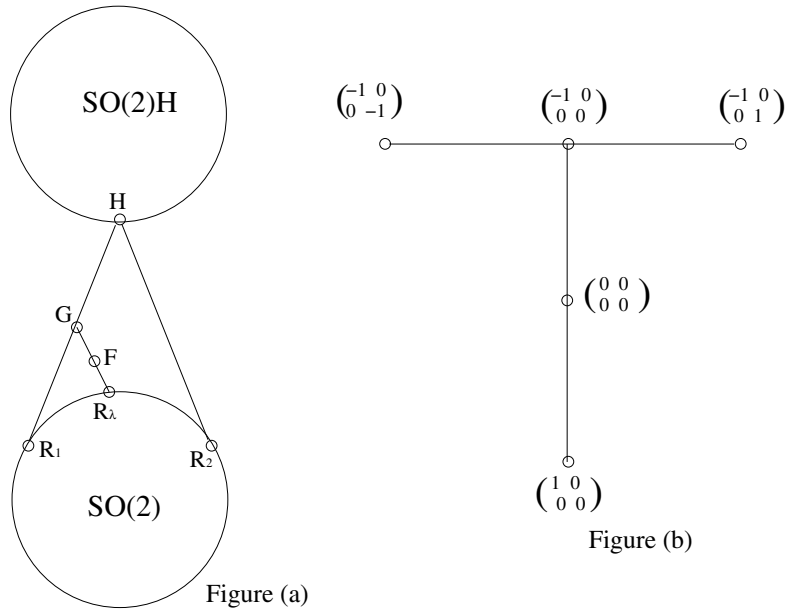 SO(2)H
H
G
F
Rλ
R1
R2
SO(2)
Figure (a)
(-1 0
0 -1)
(-1 0
0 0)
(-1 0
0 1)
(0 0
0 0)
(1 0
0 0)
Figure (b)